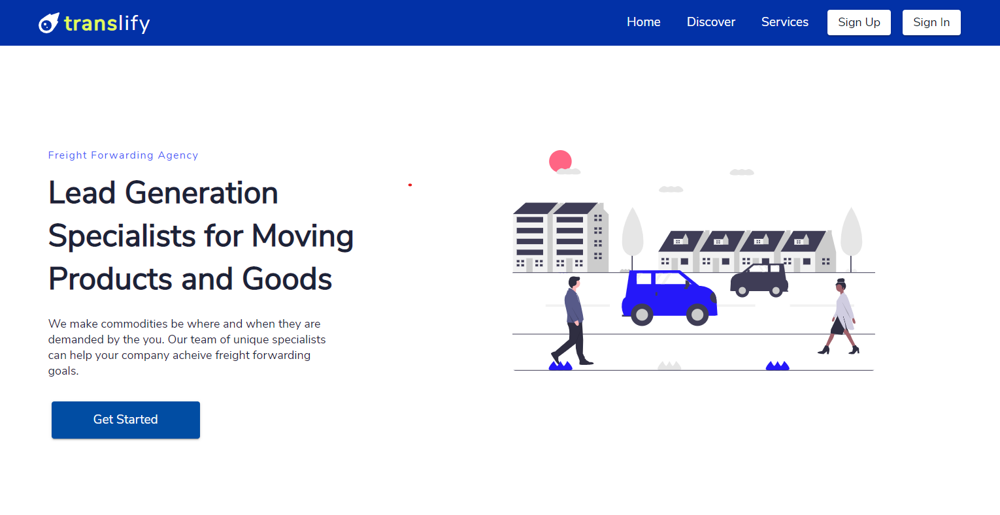 translify
Home
Discover
Services
Sign Up
Sign In
Freight Forwarding Agency
Lead Generation
Specialists for Moving
Products and Goods
We make commodities be where and when they are
demanded by the you. Our team of unique specialists
can help your company acheive freight forwarding
goals.
Get Started